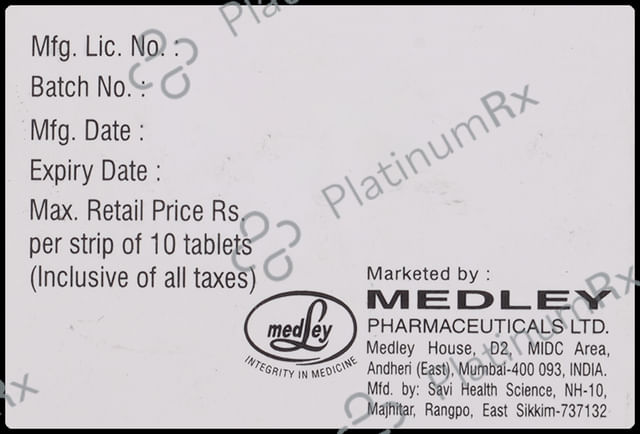 Mfg. Lic. No. :
Batch No. :
Mfg. Date :
Expiry Date :
Max. Retail Price Rs.
per strip of 10 tablets
(Inclusive of all taxes)
medley
INTEGRITY IN MEDICINE
Marketed by :
MEDLEY
PHARMACEUTICALS LTD.
Medley House, D2, MIDC Area,
Andheri (East), Mumbai-400 093, INDIA.
Mfd. by: Savi Health Science, NH-10,
Majhitar, Rangpo, East Sikkim-737132
PlatinumRx
PlatinumRx